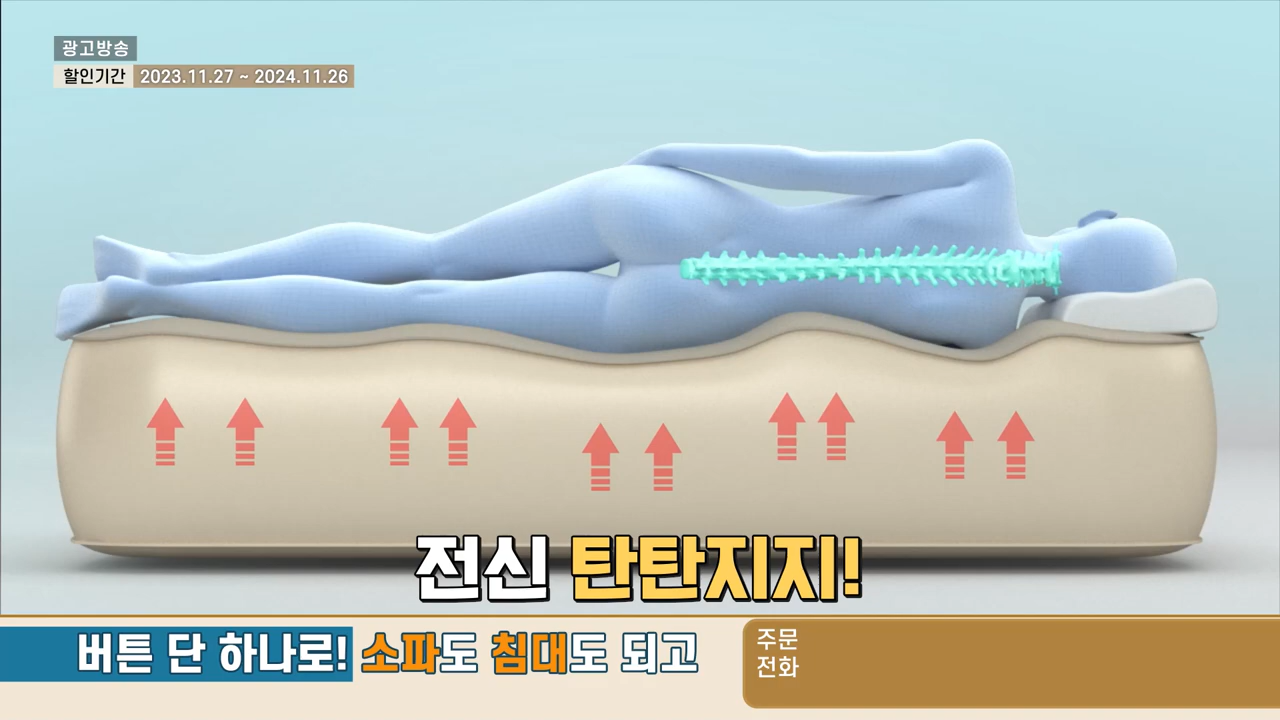 광고방송
할인기간 2023.11.27 ~ 2024.11.26
전신 탄탄지지!
버튼 단 하나로! 소파도 침대도 되고
주문
전화